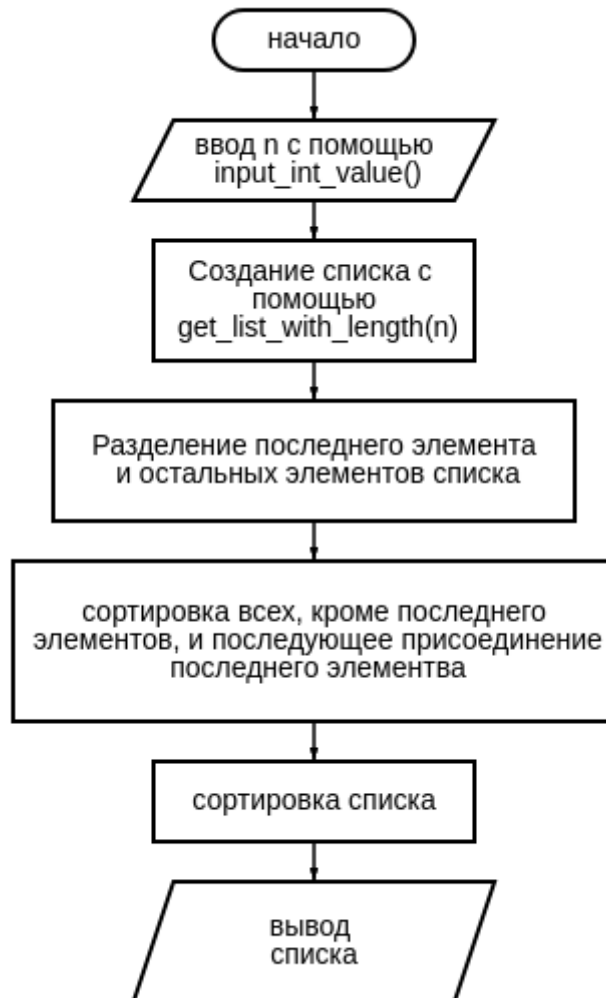 начало
ввод n с помощью
input_int_value()
Создание списка с
помощью
get_list_with_length(n)
Разделение последнего элемента
и остальных элементов списка
сортировка всех, кроме последнего
элементов, и последующее присоединение
последнего элементва
сортировка списка
вывод
списка